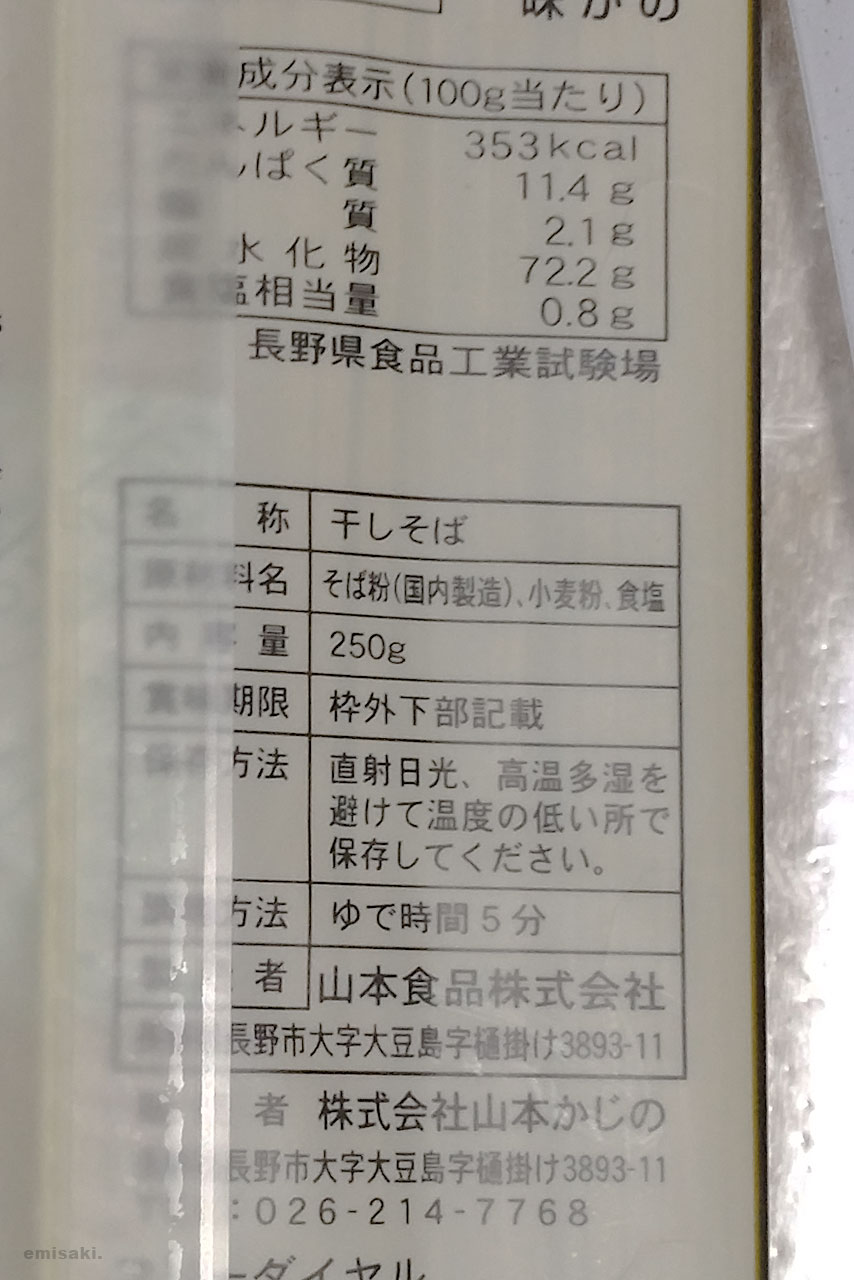 味かの
成分表示(100g当たり)
ネルギー 353kcal
んぱく質 11.4 g
質 2.1 g
水化物 72.2 g
塩相当量 0.8 g
長野県食品工業試験場
名称 干しそば
料名 そば粉(国内製造)、小麦粉、食塩
内 量 250g
期限 枠外下部記載
方法 直射日光、高温多湿を
避けて温度の低い所で
保存してください。
方法 ゆで時間 5 分
者 山本食品株式会社
長野市大字大豆島字樋掛け3893-11
者 株式会社山本かじの
長野市大字大豆島字樋掛け3893-11
:026-214-7768
ーダイヤル
emisaki.